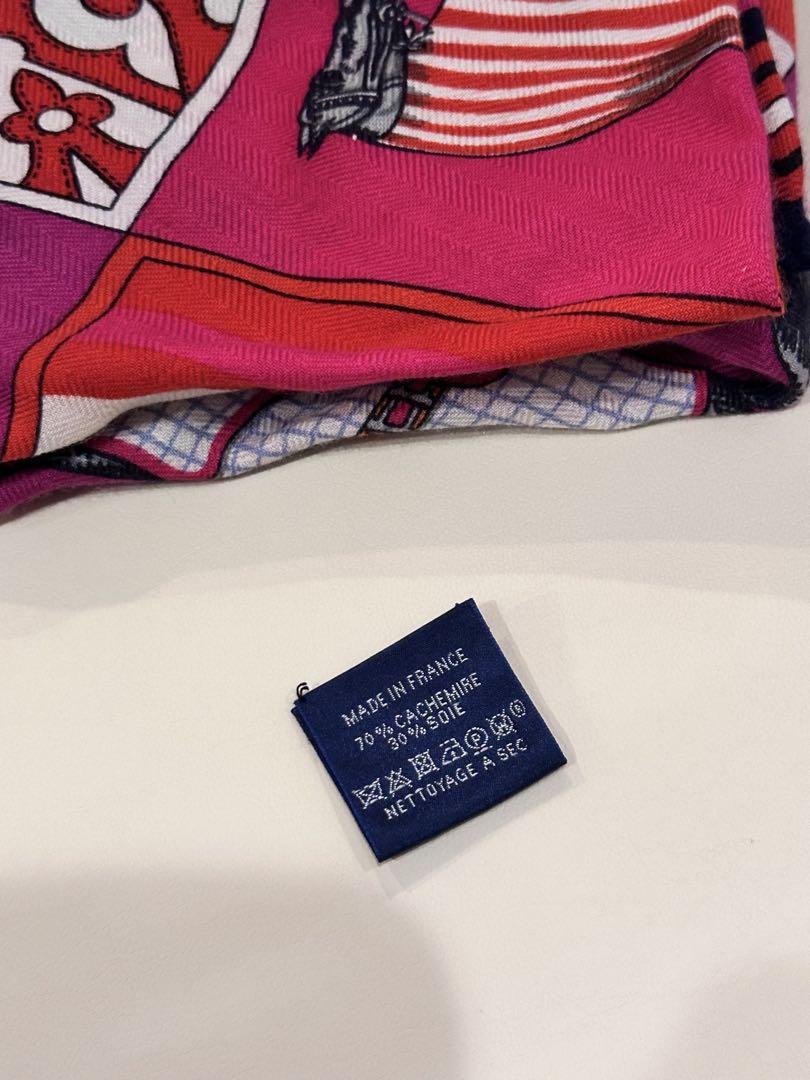 MADE IN FRANCE
70% CACHEMIRE
30% SOIE
P W ®
NETTOYAGE A SEC